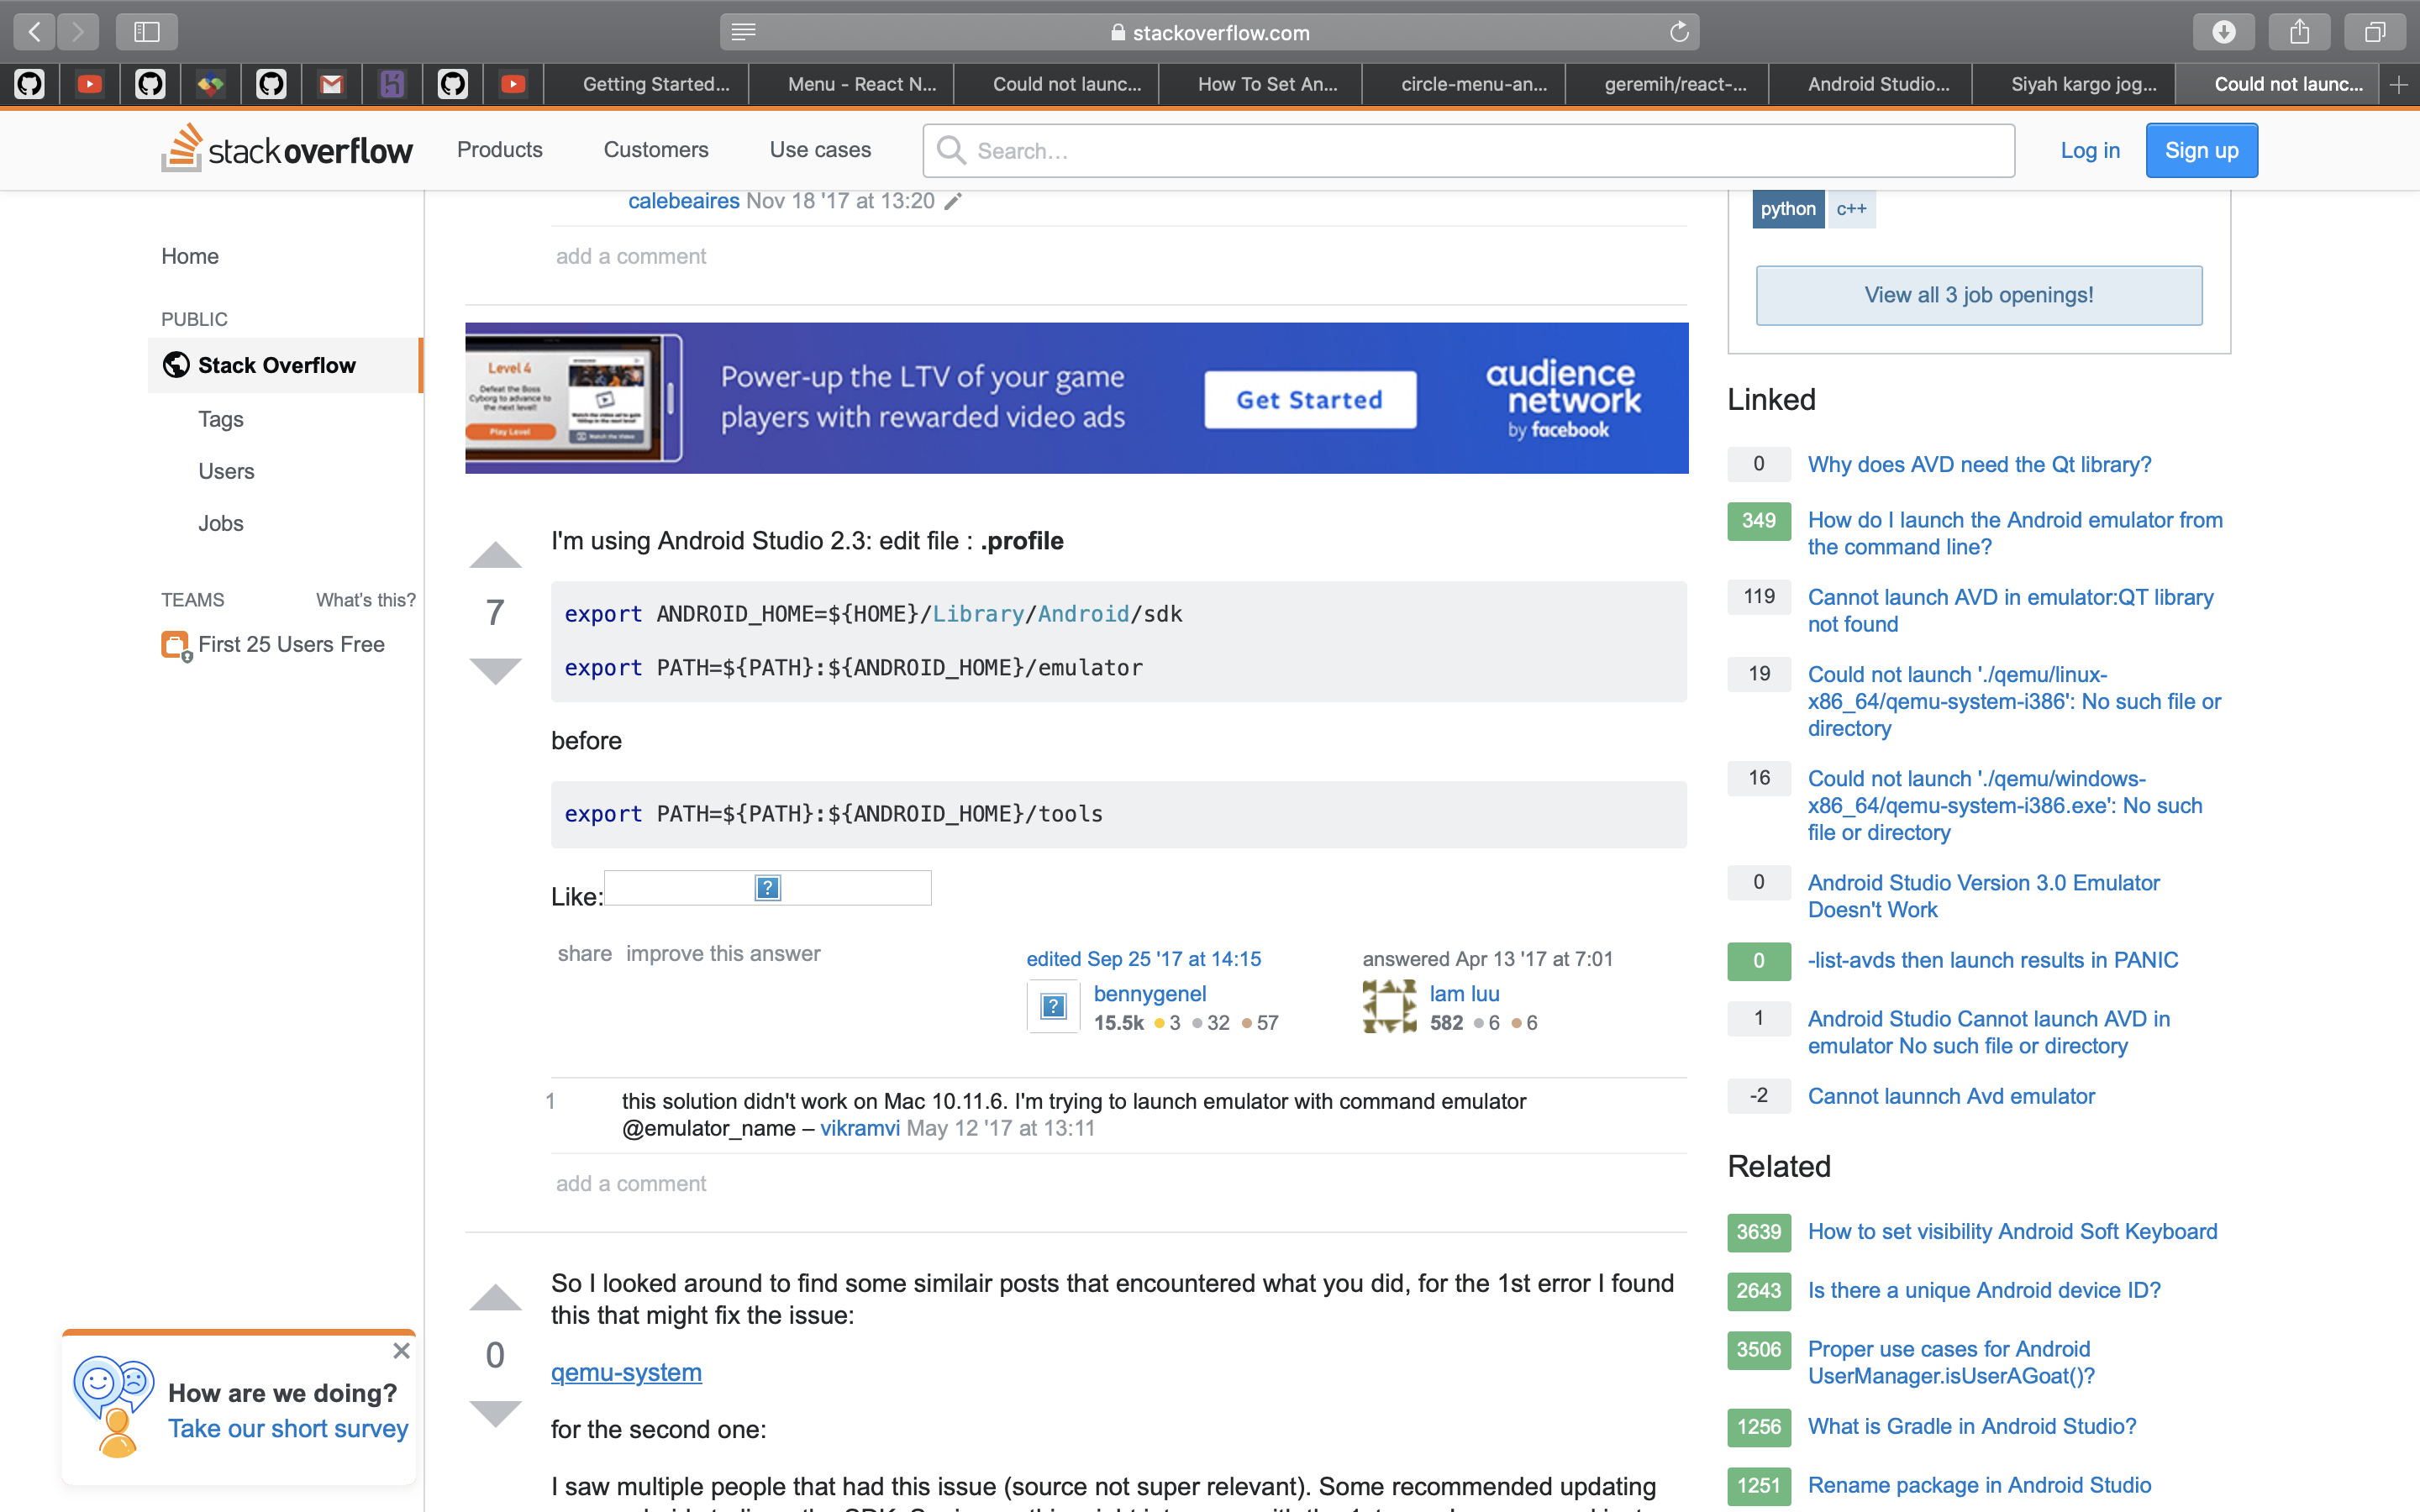 stackoverflow.com
Getting Started...
Menu - React N...
Could not launc...
How To Set An...
circle-menu-an...
geremih/react-...
Android Studio...
Siyah kargo jog...
Could not launc...
stackoverflow
Products
Customers
Use cases
Search...
Log in
Sign up
Home
PUBLIC
Stack Overflow
Tags
Users
Jobs
TEAMS What's this?
First 25 Users Free
How are we doing?
Take our short survey
calebeaires Nov 18 '17 at 13:20
add a comment
Level 4
Defeat the Boss
Cyborg to advance to
the next level!
Play Level
Watch the Video
Power-up the LTV of your game
players with rewarded video ads
Get Started
audience
network
by facebook
I'm using Android Studio 2.3: edit file : .profile
7
export ANDROID_HOME=${HOME}/Library/Android/sdk
export PATH=${PATH}:${ANDROID_HOME}/emulator
before
export PATH=${PATH}:${ANDROID_HOME}/tools
Like:
share improve this answer
edited Sep 25 '17 at 14:15
bennygenel
15.5k 3 32 57
answered Apr 13 '17 at 7:01
lam luu
582 6 6
1 this solution didn't work on Mac 10.11.6. I'm trying to launch emulator with command emulator
@emulator_name – vikramvi May 12 '17 at 13:11
add a comment
So I looked around to find some similair posts that encountered what you did, for the 1st error I found
this that might fix the issue:
0
qemu-system
for the second one:
I saw multiple people that had this issue (source not super relevant). Some recommended updating
python c++
View all 3 job openings!
Linked
0 Why does AVD need the Qt library?
349 How do I launch the Android emulator from
the command line?
119 Cannot launch AVD in emulator:QT library
not found
19 Could not launch './qemu/linux-
x86_64/qemu-system-i386': No such file or
directory
16 Could not launch './qemu/windows-
x86_64/qemu-system-i386.exe': No such
file or directory
0 Android Studio Version 3.0 Emulator
Doesn't Work
0 -list-avds then launch results in PANIC
1 Android Studio Cannot launch AVD in
emulator No such file or directory
-2 Cannot launnch Avd emulator
Related
3639 How to set visibility Android Soft Keyboard
2643 Is there a unique Android device ID?
3506 Proper use cases for Android
UserManager.isUserAGoat()?
1256 What is Gradle in Android Studio?
1251 Rename package in Android Studio